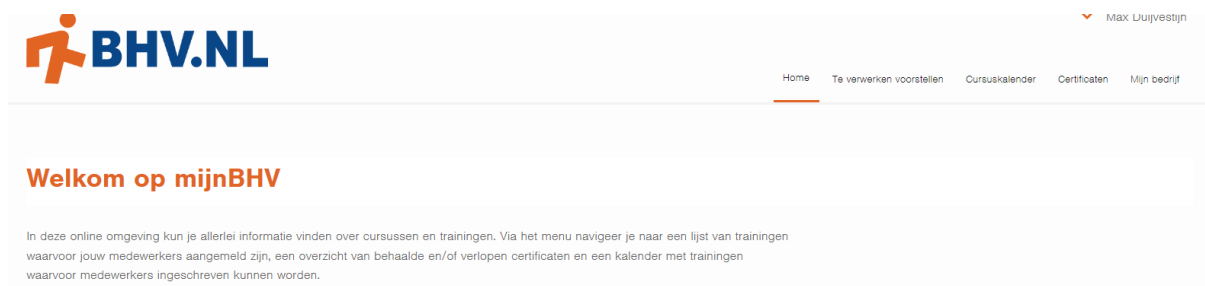 Max Duijvestijn
BHV.NL
Home Te verwerken voorstellen Cursuskalender Certificaten Mijn bedrijf
Welkom op mijnBHV
In deze online omgeving kun je allerlei informatie vinden over cursussen en trainingen. Via het menu navigeer je naar een lijst van trainingen
waarvoor jouw medewerkers aangemeld zijn, een overzicht van behaalde en/of verlopen certificaten en een kalender met trainingen
waarvoor medewerkers ingeschreven kunnen worden.